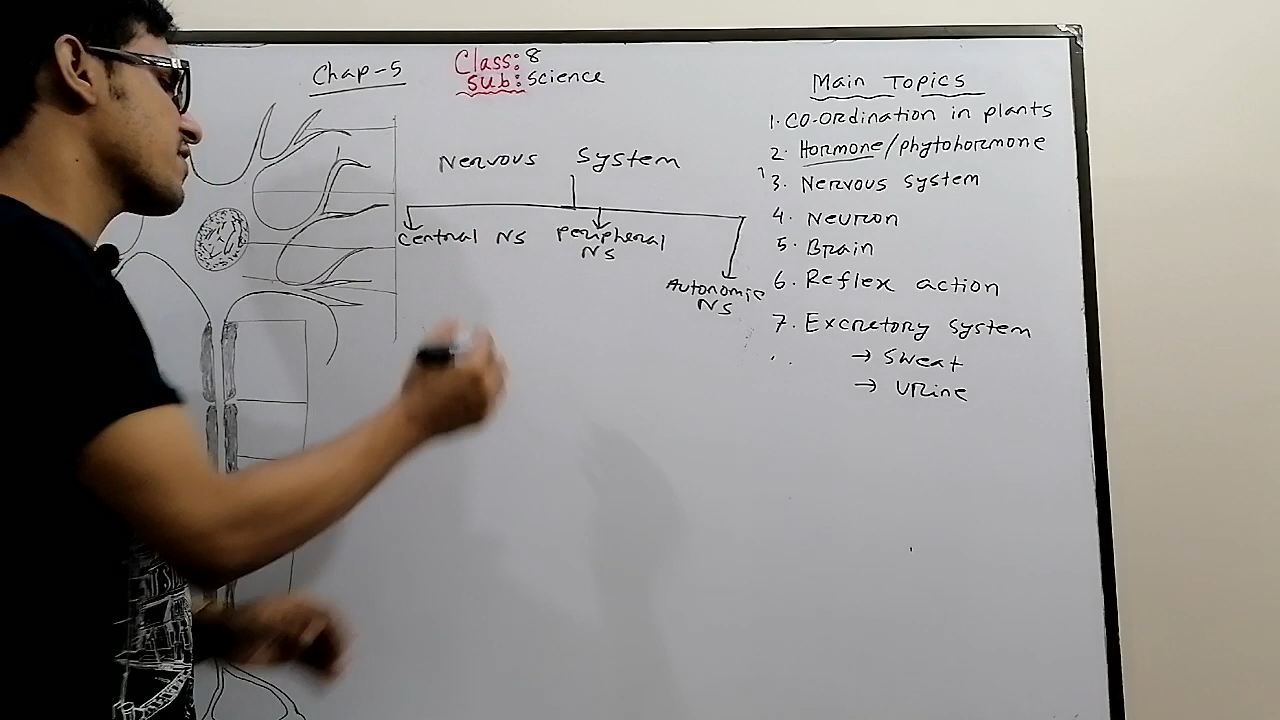 Chap-5
Class: 8
Sub: Science
Nervous System
Central NS
Peripheral
NS
Autonomic
NS
Main Topics
1. CO-ORdination in plants
2. Hormone/phytohormone
3. Nervous system
4. Neuron
5. Brain
6. Reflex action
7. Excretory system
→ Sweat
→ Urine